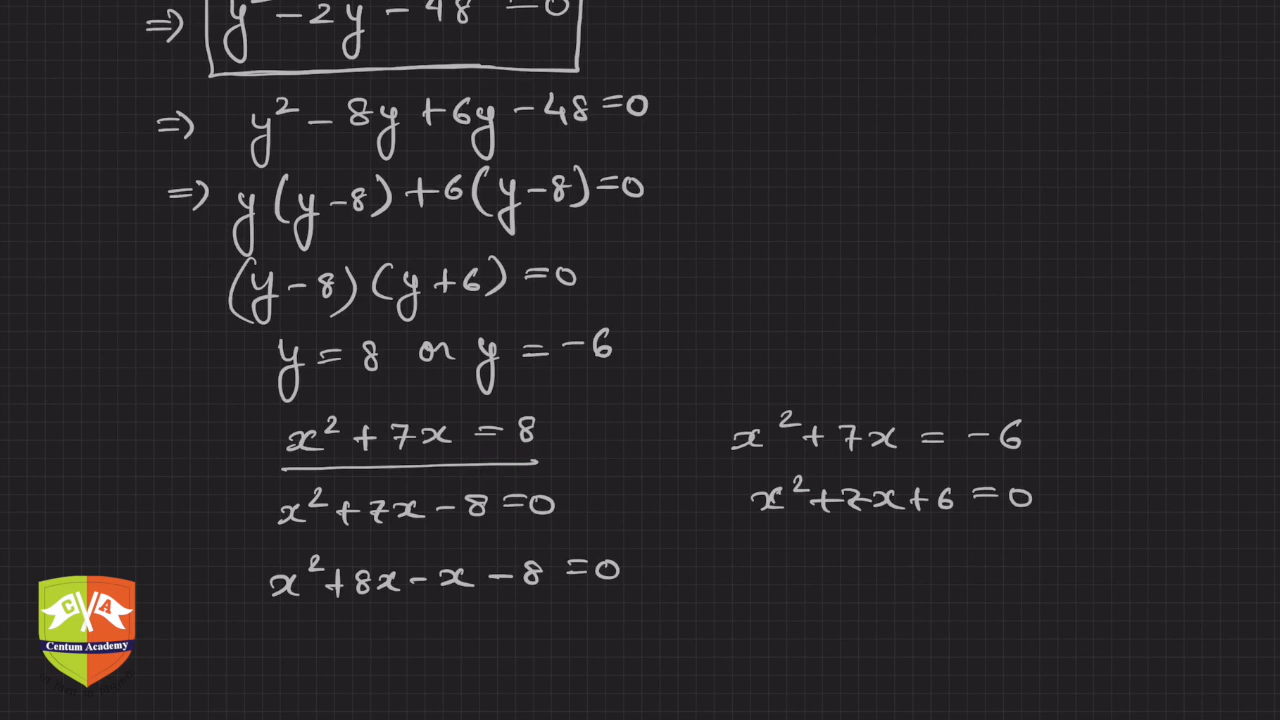 ⇒ y² - 2y - 48 = 0
⇒ y² - 8y + 6y - 48 = 0
⇒ y(y-8) + 6(y-8) = 0
(y-8)(y+6) = 0
y = 8 or y = -6
x² + 7x = 8
x² + 7x - 8 = 0
x² + 8x - x - 8 = 0
x² + 7x = -6
x² + 7x + 6 = 0
C A
Centum Academy